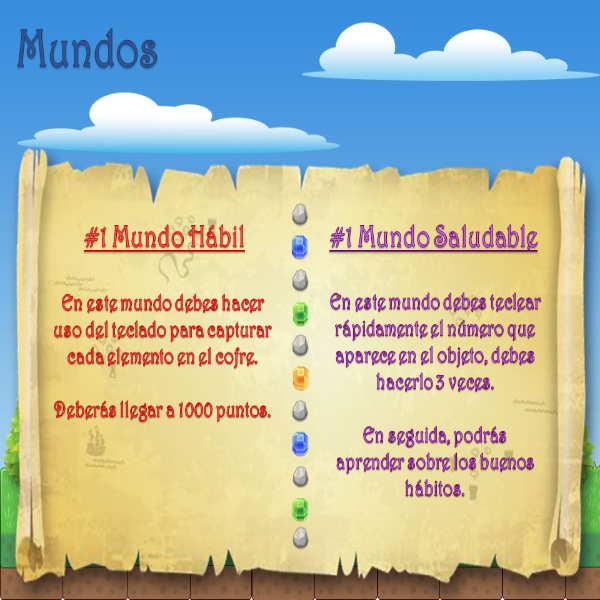 Mundos
#1 Mundo Hábil
En este mundo debes hacer
uso del teclado para capturar
cada elemento en el cofre.
Deberás llegar a 1000 puntos.
#1 Mundo Saludable
En este mundo debes teclear
rápidamente el número que
aparece en el objeto, debes
hacerlo 3 veces.
En seguida, podrás
aprender sobre los buenos
hábitos.